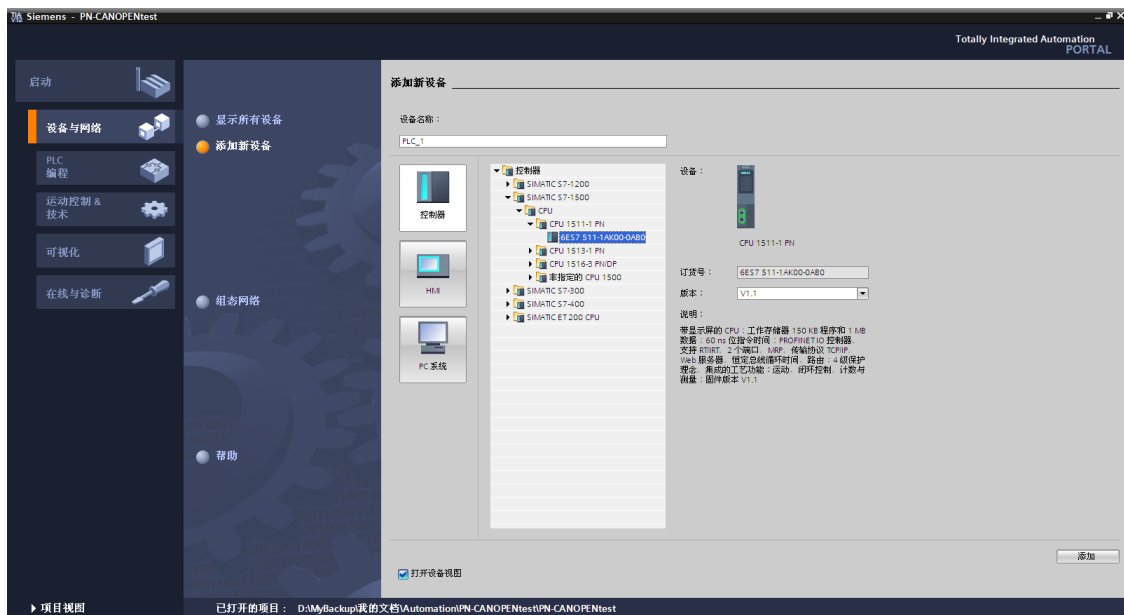 Siemens - PN-CANOPENtest
Totally Integrated Automation
PORTAL
启动
设备与网络
PLC
编程
运动控制 &
技术
可视化
在线与诊断
项目视图
显示所有设备
添加新设备
组态网络
帮助
添加新设备
设备名称：
PLC_1
控制器
HMI
PC 系统
控制器
SIMATIC S7-1200
SIMATIC S7-1500
CPU
CPU 1511-1 PN
6ES7 511-1AK00-0AB0
CPU 1513-1 PN
CPU 1516-3 PN/DP
非指定的 CPU 1500
SIMATIC S7-300
SIMATIC S7-400
SIMATIC ET 200 CPU
设备：
CPU 1511-1 PN
订货号：
6ES7 511-1AK00-0AB0
版本：
V1.1
说明：
带显示屏的 CPU；工作存储器 150 KB 程序和 1 MB
数据；60 ns 位指令时间；PROFINET IO 控制器，
支持 RT/IRT，2 个端口，MRP，传输协议 TCP/IP，
Web 服务器，恒定总线循环时间，路由；4 级保护
理念，集成的工艺功能：运动，闭环控制，计数与
测量；固件版本 V1.1
添加
打开设备视图
已打开的项目： D:\MyBackup\我的文档\Automation\PN-CANOPENtest\PN-CANOPENtest